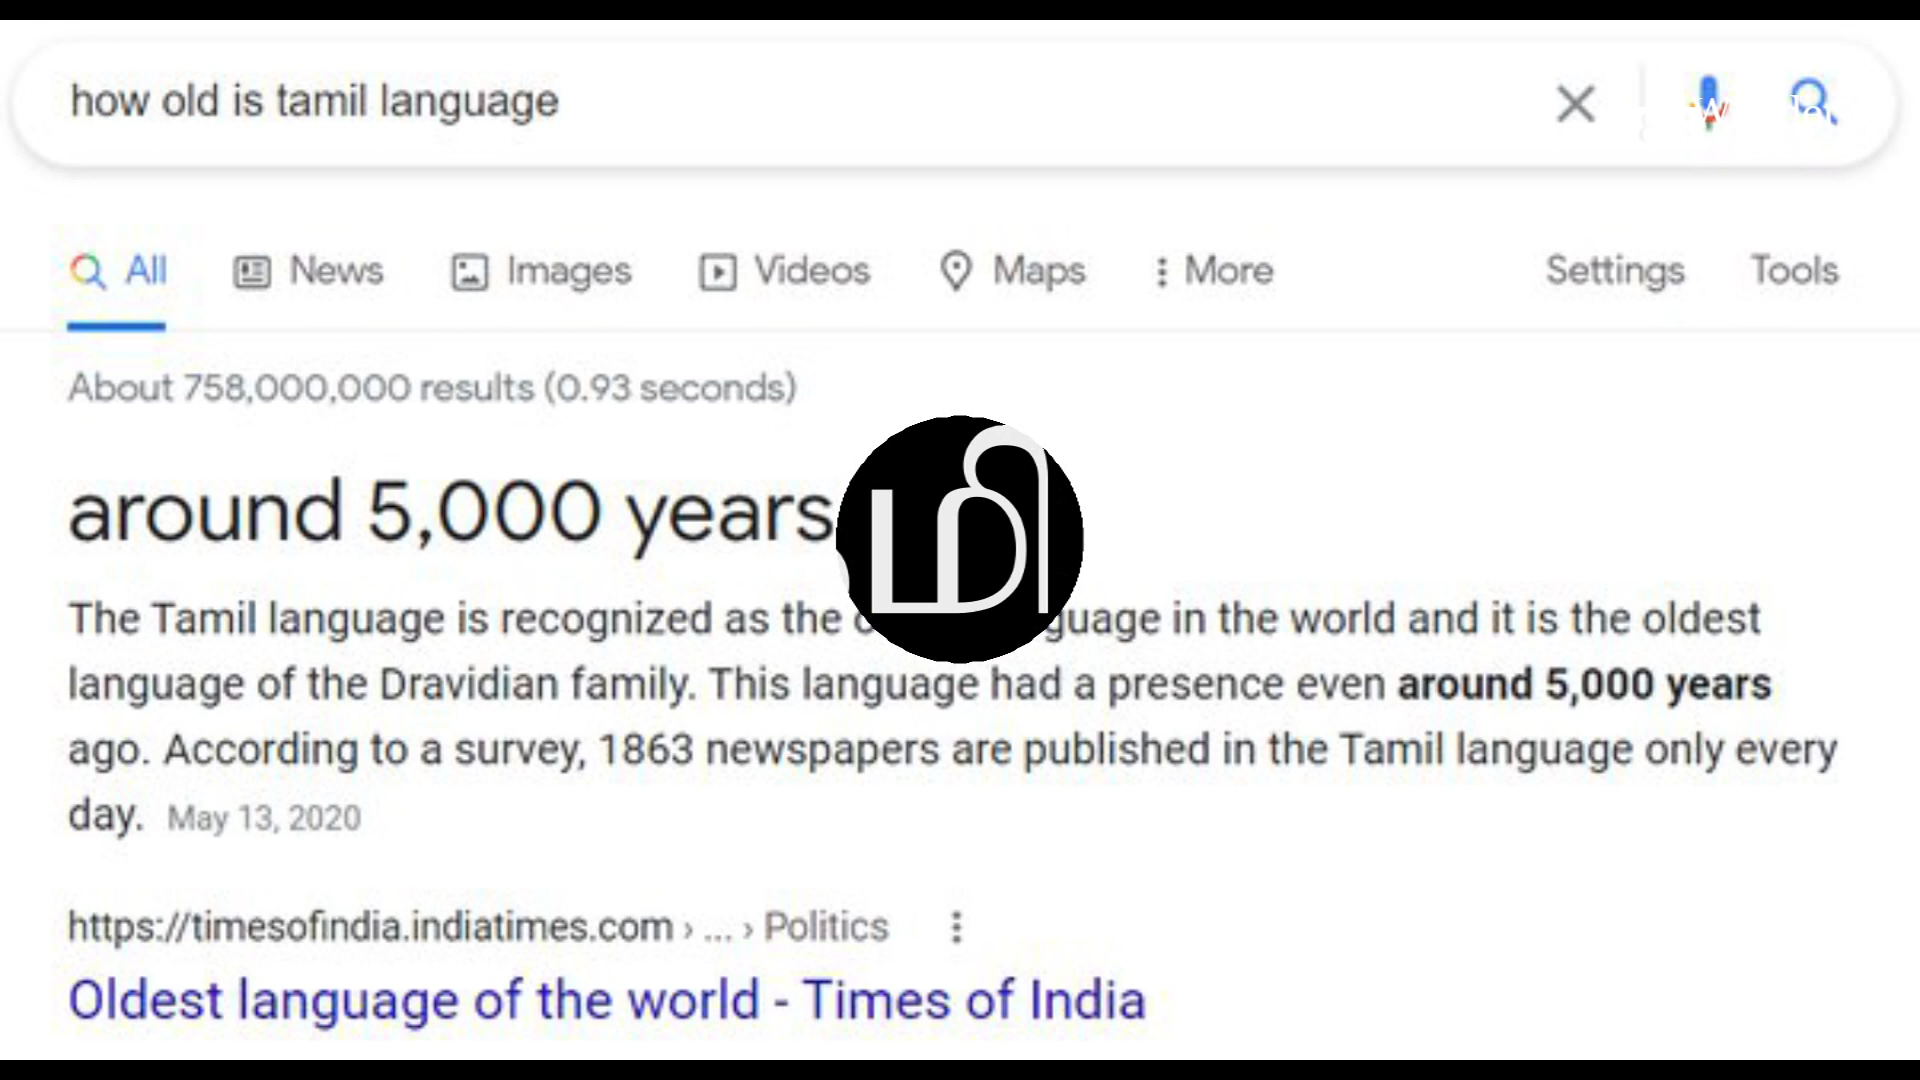 how old is tamil language
All News Images Videos Maps More Settings Tools
About 758,000,000 results (0.93 seconds)
around 5,000 years
மி
The Tamil language is recognized as the guage in the world and it is the oldest
language of the Dravidian family. This language had a presence even around 5,000 years
ago. According to a survey, 1863 newspapers are published in the Tamil language only every
day. May 13, 2020
https://timesofindia.indiatimes.com › ... › Politics
Oldest language of the world - Times of India